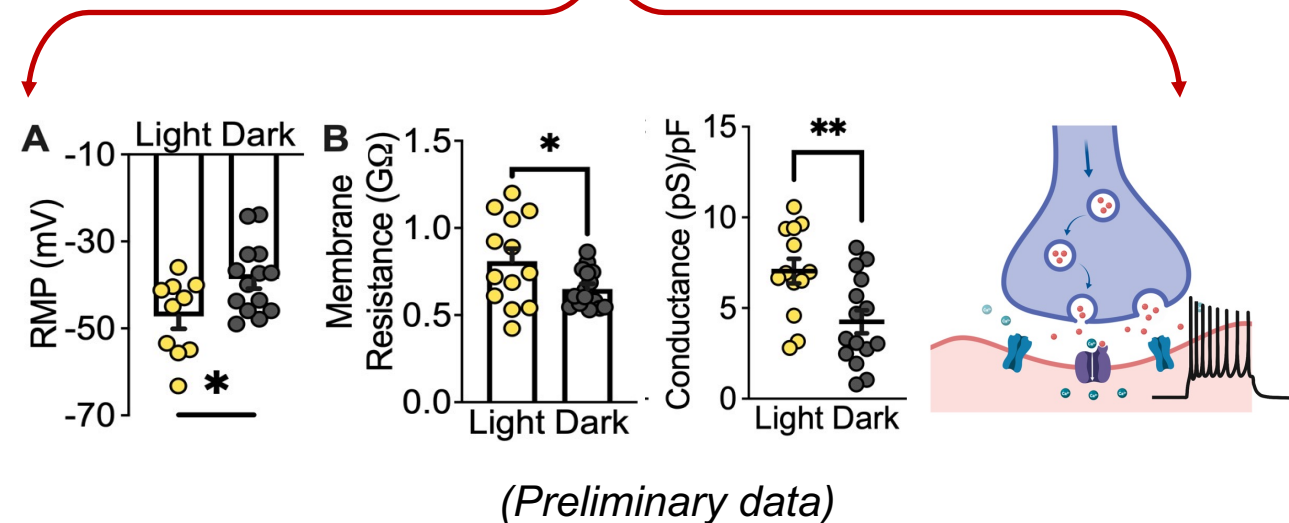 A
Light Dark
RMP (mV)
-10
-30
-50
-70
*
B
Membrane
Resistance (GΩ)
1.5
1.0
0.5
0.0
*
Light Dark
Conductance (pS)/pF
15
10
5
0
**
Light Dark
(Preliminary data)